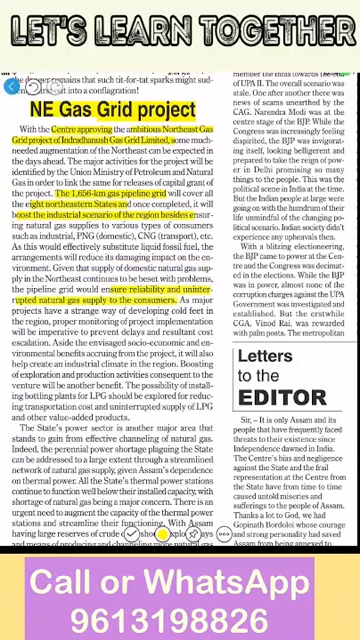 LET'S LEARN TOGETHER
NE Gas Grid project
With the Centre approving the ambitious Northeast Gas
Grid project of Indradhanush Gas Grid Limited, some much-
needed augmentation of the Northeast can be expected in
the days ahead. The major activities for the project will be
identified by the Union Ministry of Petroleum and Natural
Gas in order to link the same for releases of capital grant of
the project. The 1,656-km gas pipeline grid will cover all
the eight northeastern States and once completed, it will
boost the industrial scenario of the region besides ensur-
ing natural gas supplies to various types of consumers
such as industrial, PNG (domestic), CNG (transport), etc.
As this would effectively substitute liquid fossil fuel, the
arrangements will reduce its damaging impact on the en-
vironment. Given that supply of domestic natural gas sup-
ply in the Northeast continues to be beset with problems,
the pipeline grid would ensure reliability and uninter-
rupted natural gas supply to the consumers. As major
projects have a strange way of developing cold feet in
the region, proper monitoring of project implementation
will be imperative to prevent delays and resultant cost
escalation. Aside the envisaged socio-economic and en-
vironmental benefits accruing from the project, it will also
help create an industrial climate in the region. Boosting
of exploration and production activities consequent to the
venture will be another benefit. The possibility of install-
ing bottling plants for LPG should be explored for reduc-
ing transportation cost and uninterrupted supply of LPG
and other value-added products.
The State's power sector is another major area that
stands to gain from effective channeling of natural gas.
Indeed, the perennial power shortage plaguing the State
can be addressed to a large extent through a streamlined
network of natural gas supply, given Assam's dependence
on thermal power. All the State's thermal power stations
continue to function well below their installed capacity, with
shortage of natural gas being a major concern. There is an
urgent need to augment the capacity of the thermal power
stations and streamline their functioning. With Assam
having large reserves of crude
of UPA II. The overall scenario was
stale. One after another there was
news of scams unearthed by the
CAG. Narendra Modi was at the
centre stage of the BJP While the
Congress was increasingly feeling
dispirited, the BJP was invigorat-
ing itself, looking belligerent and
prepared to take the reign of pow-
er in Delhi promising so many
things to the people. This was the
political scene in India at the time.
But the Indian people at large were
going on with the humdrum of their
life unmindful of the changing po-
litical scenario. Indian society didn't
experience any upheavals then.
With a blitzing electioneering,
the BJP came to power at the Cen-
tre and the Congress was decimat-
ed in the elections. While the BJP
was in power, almost none of the
corruption charges against the UPA
Government was investigated and
established. But the erstwhile
CGA, Vinod Rai, was rewarded
with palm posts. The metropolitan
Letters
to the
EDITOR
Sir, – It is only Assam and its
people that have frequently faced
threats to their existence since
Independence dawned in India.
The Centre's bias and negligence
against the State and the frail
representation at the Centre from
the State have from time to time
caused untold miseries and
sufferings to the people of Assam.
Thanks a lot to God, we had
Gopinath Bordoloi whose courage
and strong personality had saved
Assam from being annexed to
Call or WhatsApp
9613198826